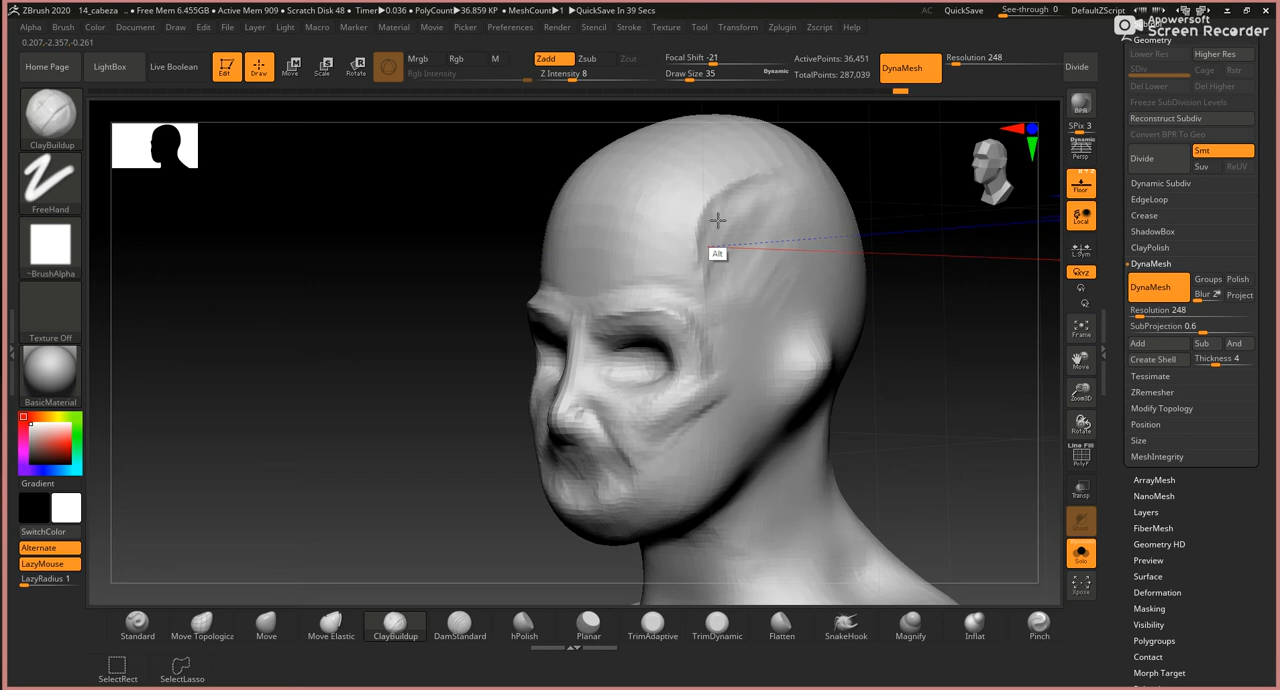 ZBrush 2020 14_cabeza .. • Free Mem 6.455GB • Active Mem 909 • Scratch Disk 48 • Timer▶0.036 • PolyCount▶36.859 KP • MeshCount▶1 ▶QuickSave In 39 Secs AC QuickSave See-through 0 DefaultZScript
Apowersoft
Screen Recorder
Alpha Brush Color Document Draw Edit File Layer Light Macro Marker Material Movie Picker Preferences Render Stencil Stroke Texture Tool Transform Zplugin Zscript Help
0.207,-2.357,-0.261
Home Page LightBox Live Boolean Edit Draw Move Scale Rotate
Mrgb Rgb M
Rgb Intensity
Zadd Zsub Zcut
Z Intensity 8
Focal Shift -21
Draw Size 35 Dynamic
ActivePoints: 36,451
TotalPoints: 287,039
DynaMesh Resolution 248
Divide
ClayBuildup
FreeHand
~BrushAlpha
Texture Off
BasicMaterial
Gradient
SwitchColor
Alternate
LazyMouse
LazyRadius 1
Alt
BPR
SPix 3
Dynamic
Persp
Floor
Local
L.Sym
XYZ
Frame
Move
Zoom3D
Rotate
Line Fill
PolyF
Transp
Ghost
Solo
Xpose
Geometry
Lower Res Higher Res
SDiv Cage Rstr
Del Lower Del Higher
Freeze SubDivision Levels
Reconstruct Subdiv
Convert BPR To Geo
Divide Smt
Suv ReUV
Dynamic Subdiv
EdgeLoop
Crease
ShadowBox
ClayPolish
DynaMesh
DynaMesh Groups Polish
Blur 2 Project
Resolution 248
SubProjection 0.6
Add Sub And
Create Shell Thickness 4
Tessimate
ZRemesher
Modify Topology
Position
Size
MeshIntegrity
ArrayMesh
NanoMesh
Layers
FiberMesh
Geometry HD
Preview
Surface
Deformation
Masking
Visibility
Polygroups
Contact
Morph Target
Standard Move Topologica Move Move Elastic ClayBuildup DamStandard hPolish Planar TrimAdaptive TrimDynamic Flatten SnakeHook Magnify Inflat Pinch
SelectRect SelectLasso